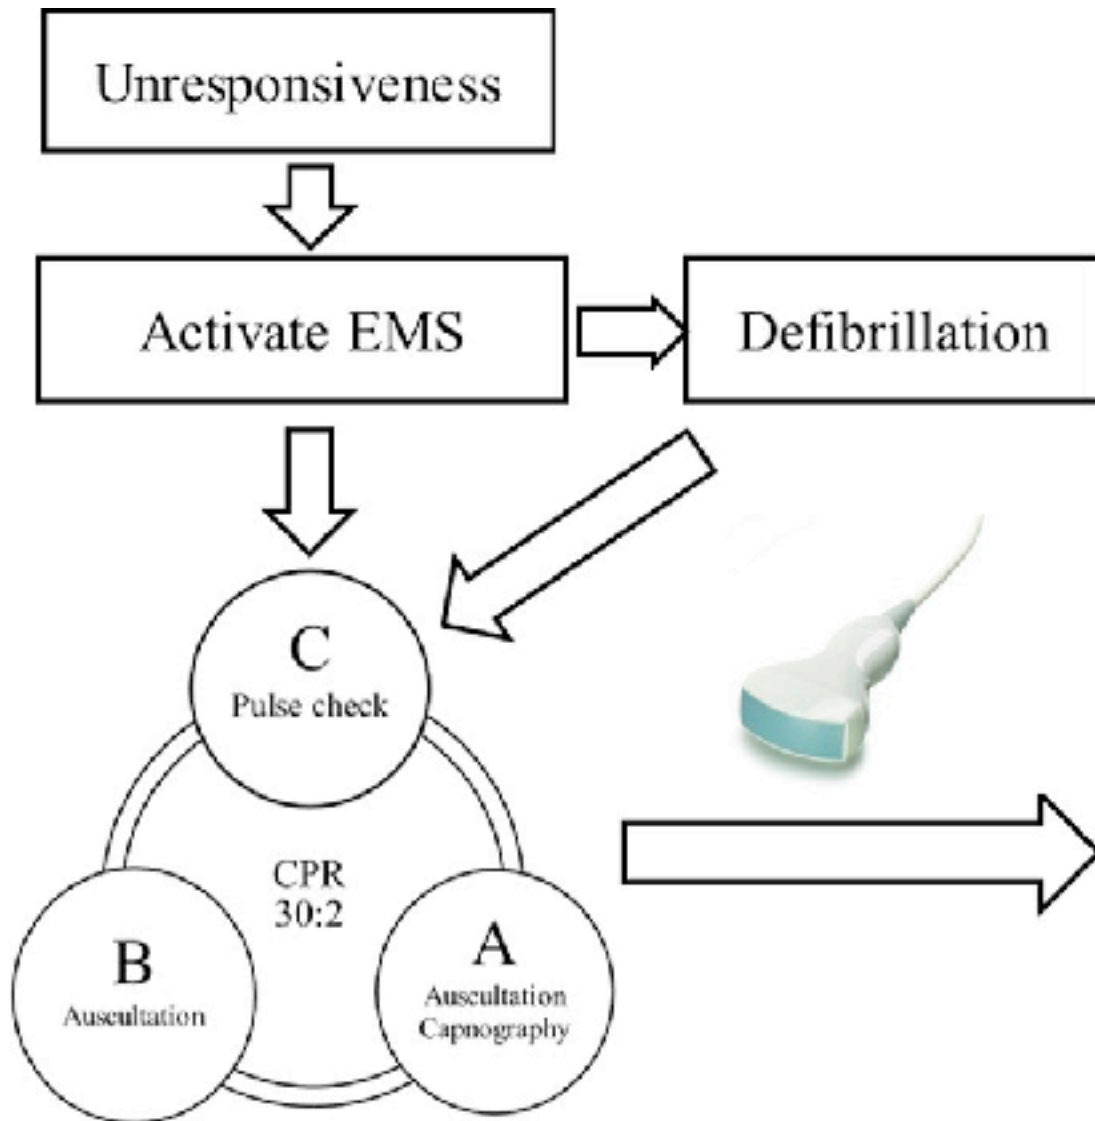 Unresponsiveness
Activate EMS
Defibrillation
C
Pulse check
CPR
30:2
B
Auscultation
A
Auscultation
Capnography